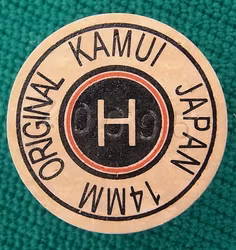 14MM ORIGINAL KAMUI JAPAN
H